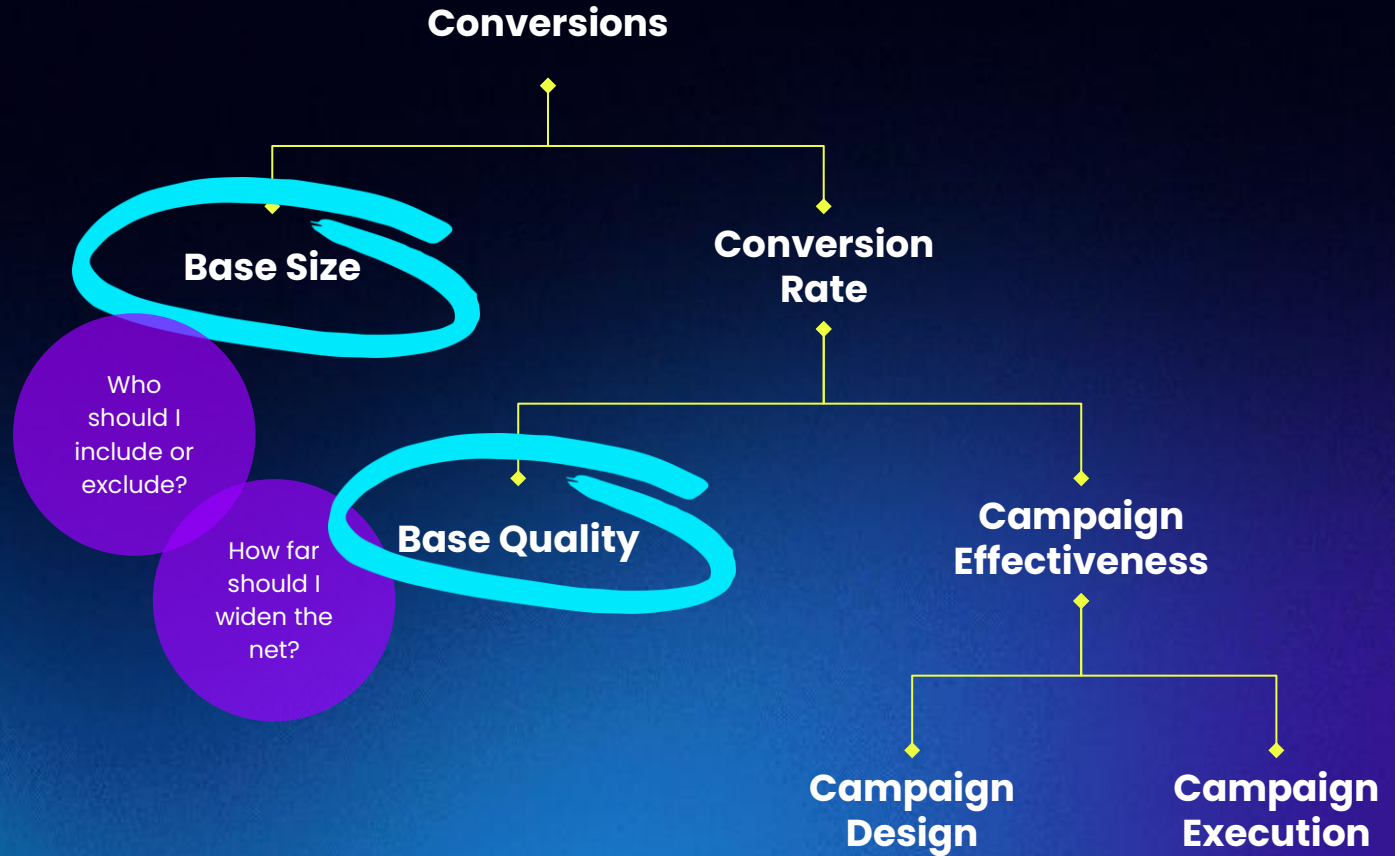 Conversions
Base Size
Conversion
Rate
Who
should I
include or
exclude?
How far
should I
widen the
net?
Base Quality
Campaign
Effectiveness
Campaign
Design
Campaign
Execution